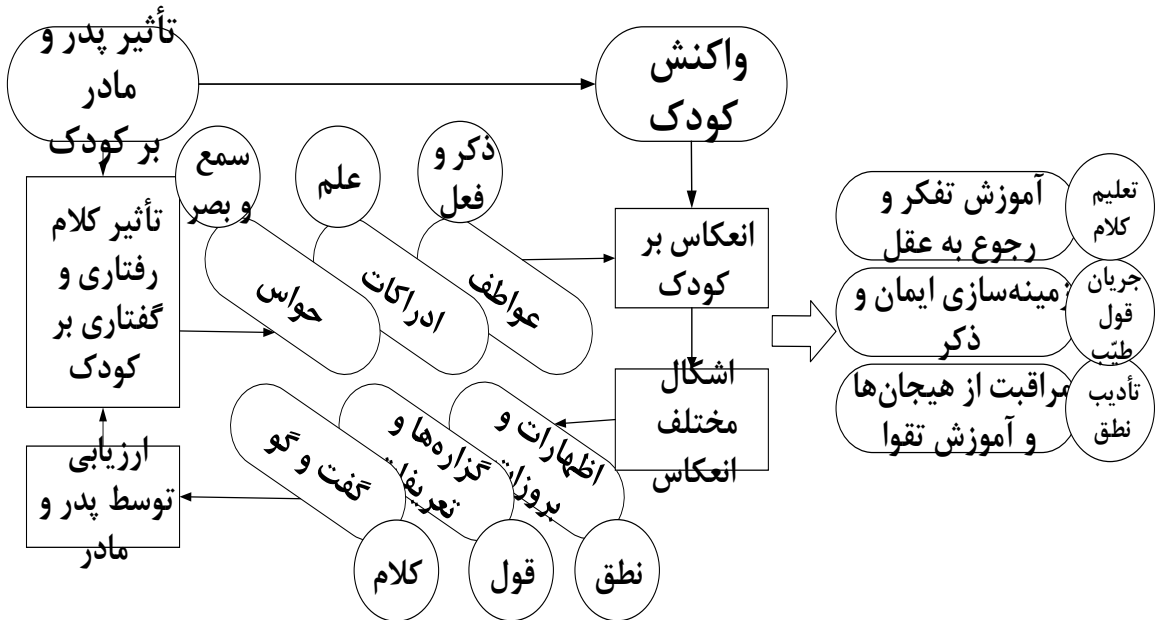 تأثیر پدر و
مادر
بر کودک
واکنش
کودک
سمع
و بصر
علم
ذکر و
فعل
تأثیر کلام
رفتاری و
گفتاری بر
کودک
حواس
ادراکات
عواطف
انعکاس بر
کودک
آموزش تفکر و
رجوع به عقل
تعلیم
کلام
زمینه‌سازی ایمان و
ذکر
جریان
قول
طیّب
مراقبت از هیجان‌ها
و آموزش تقوا
تأدیب
نطق
اشکال
مختلف
انعکاس
اظهارات و
بروزات
گزاره‌ها و
تعریفات
گفت و گو
ارزیابی
توسط پدر و
مادر
کلام
قول
نطق